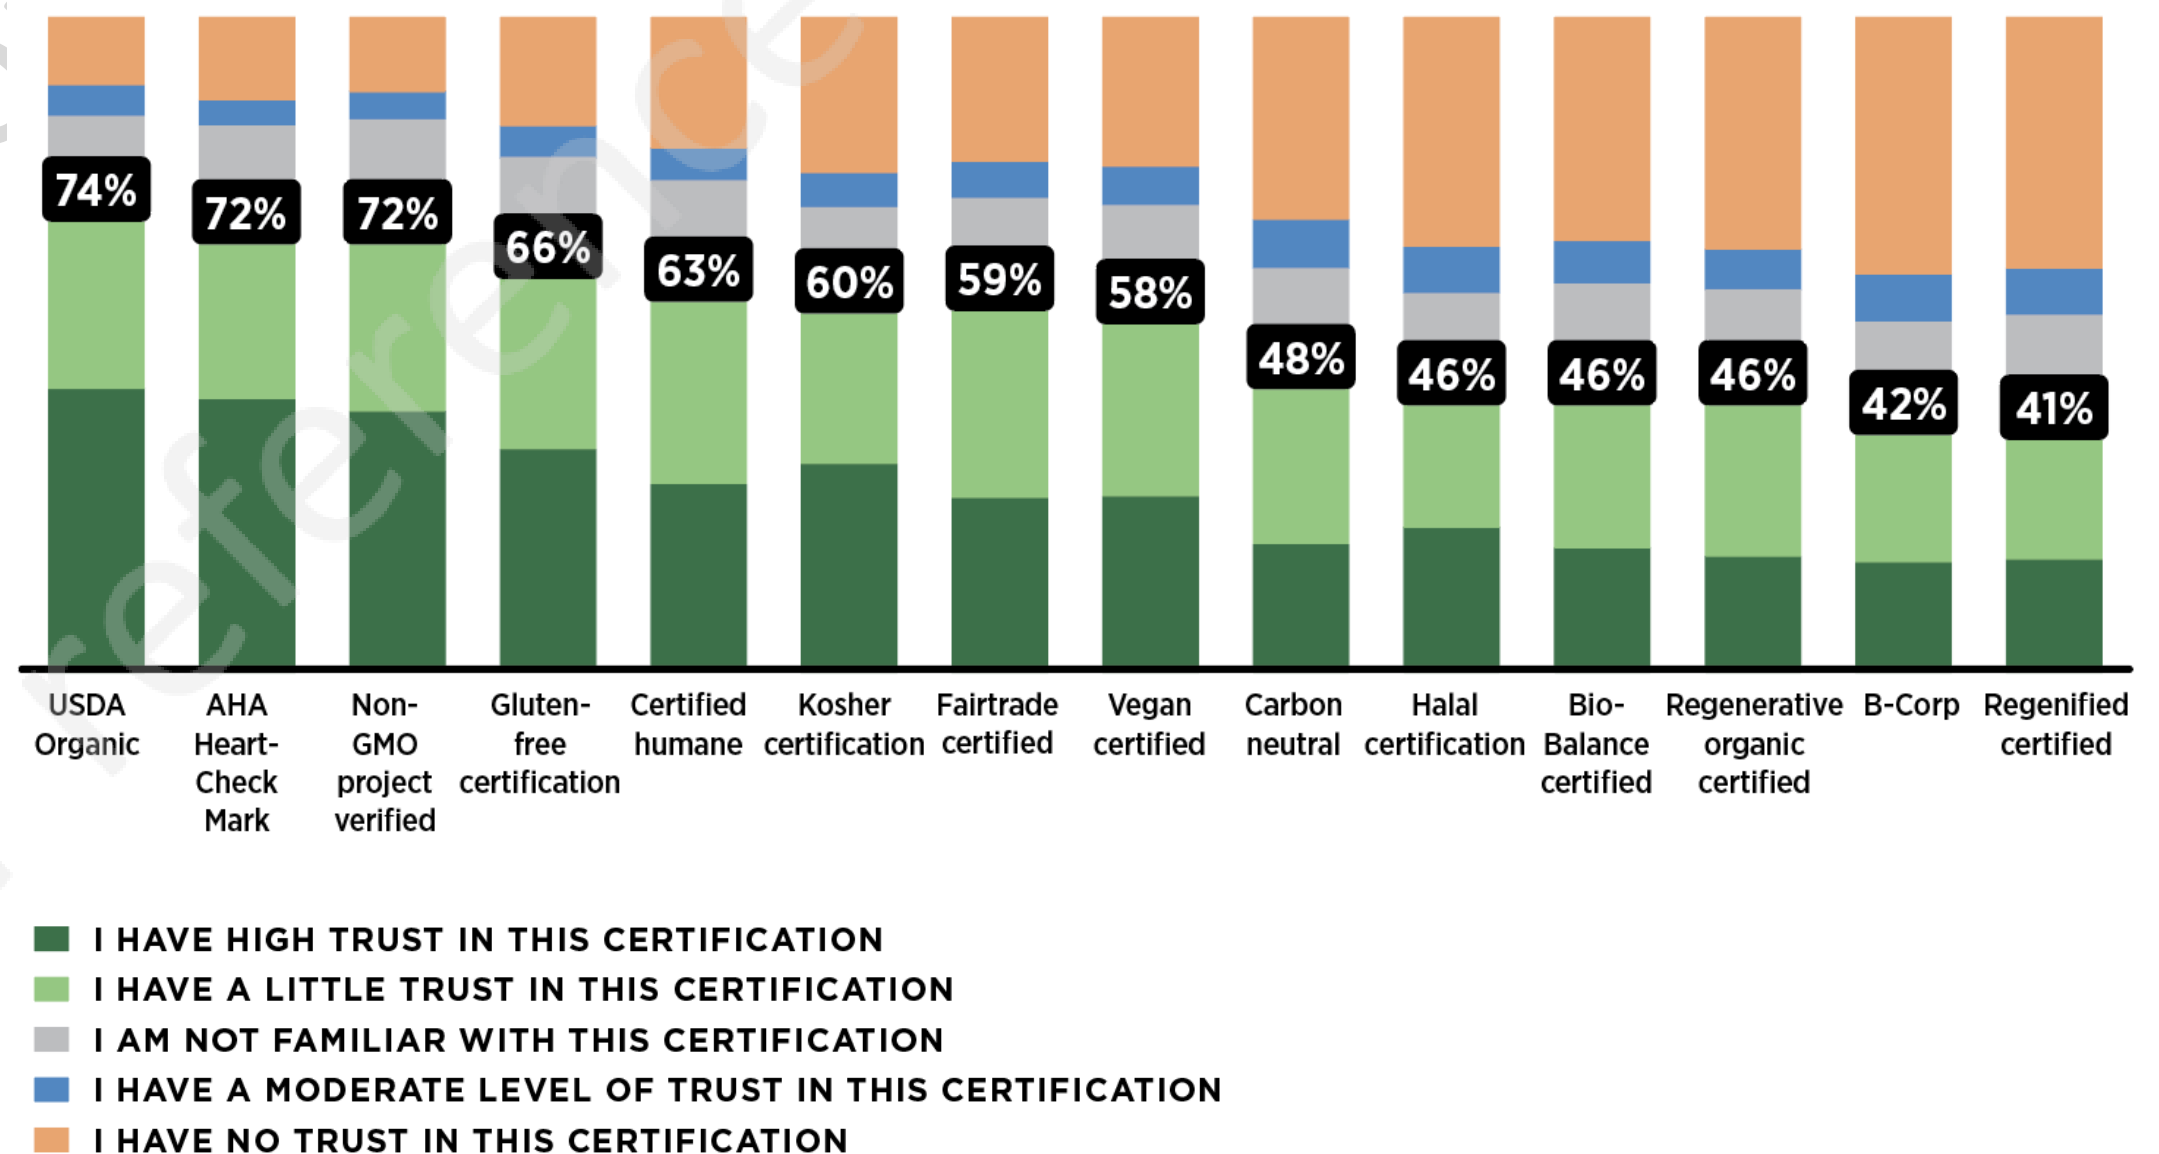 74%
72%
72%
66%
63%
60%
59%
58%
48%
46%
46%
46%
42%
41%
USDA
Organic
AHA
Heart-
Check
Mark
Non-
GMO
project
verified
Gluten-
free
certification
Certified
humane
Kosher
certification
Fairtrade
certified
Vegan
certified
Carbon
neutral
Halal
certification
Bio-
Balance
certified
Regenerative
organic
certified
B-Corp
Regenified
certified
I HAVE HIGH TRUST IN THIS CERTIFICATION
I HAVE A LITTLE TRUST IN THIS CERTIFICATION
I AM NOT FAMILIAR WITH THIS CERTIFICATION
I HAVE A MODERATE LEVEL OF TRUST IN THIS CERTIFICATION
I HAVE NO TRUST IN THIS CERTIFICATION
reference